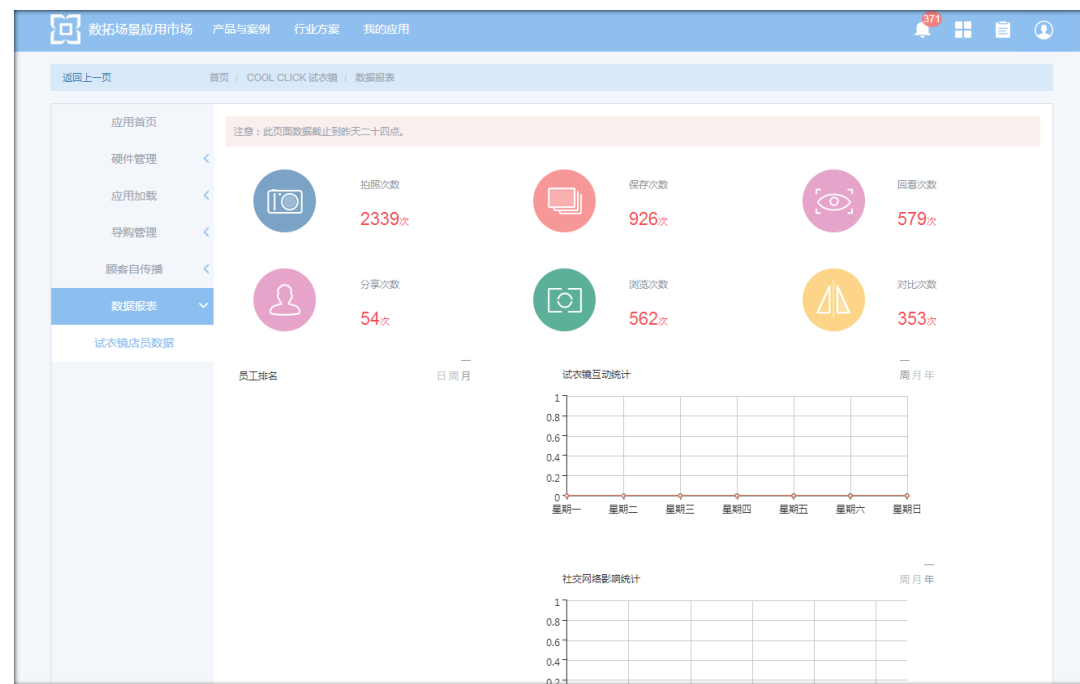 数拓场景应用市场 产品与案例 行业方案 我的应用 371
返回上一页 首页 / COOL CLICK 试衣镜 / 数据报表
应用首页
硬件管理
应用加载
导购管理
顾客自传播
数据报表
试衣镜店员数据
注意：此页面数据截止到昨天二十四点。
拍照次数
2339次
保存次数
926次
回看次数
579次
分享次数
54次
浏览次数
562次
对比次数
353次
员工排名 日 周 月
试衣镜互动统计 周 月 年
1
0.8
0.6
0.4
0.2
0
星期一 星期二 星期三 星期四 星期五 星期六 星期日
社交网络影响统计 周 月 年
1
0.8
0.6
0.4
0.2